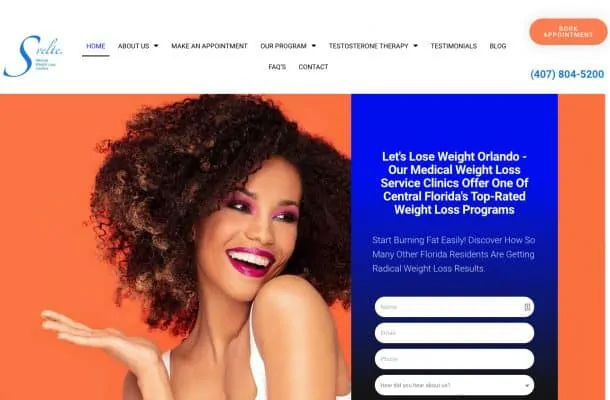 Svelte.
Medical
Weight Loss
Centers
HOME ABOUT US MAKE AN APPOINTMENT OUR PROGRAM TESTOSTERONE THERAPY TESTIMONIALS BLOG
FAQ'S CONTACT
BOOK
APPOINTMENT
(407) 804-5200
Let's Lose Weight Orlando -
Our Medical Weight Loss
Service Clinics Offer One Of
Central Florida's Top-Rated
Weight Loss Programs
Start Burning Fat Easily! Discover How So
Many Other Florida Residents Are Getting
Radical Weight Loss Results.
Name
Email
Phone
How did you hear about us?